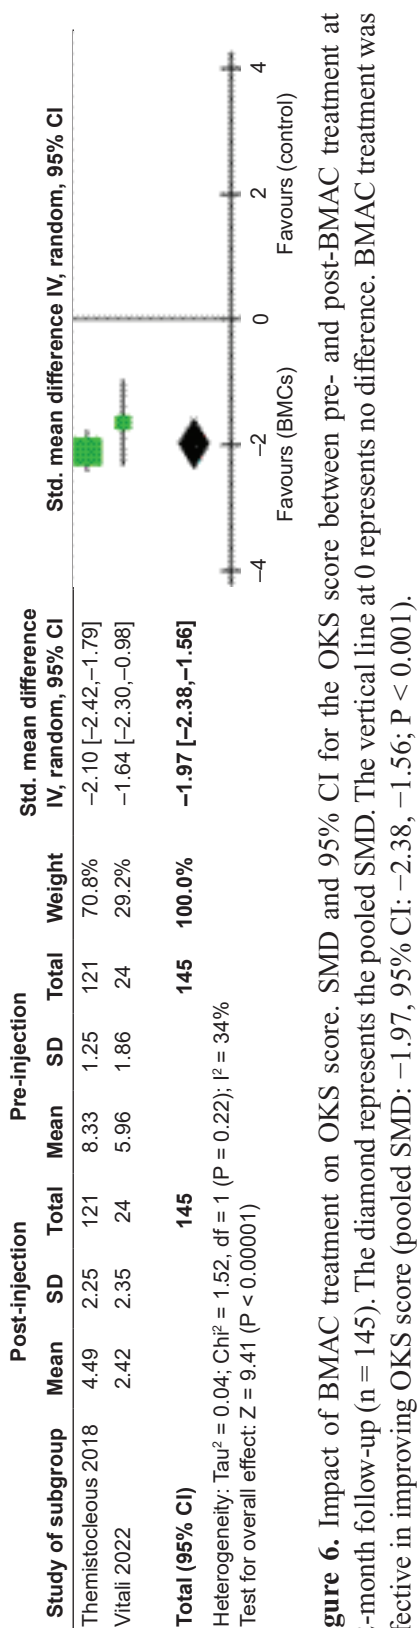 Post-injection Pre-injection Std. mean difference
Study of subgroup Mean SD Total Mean SD Total Weight IV, random, 95% CI Std. mean difference IV, random, 95% CI
Themistocleous 2018 4.49 2.25 121 8.33 1.25 121 70.8% −2.10 [−2.42,−1.79]
Vitali 2022 2.42 2.35 24 5.96 1.86 24 29.2% −1.64 [−2.30,−0.98]
Total (95% CI) 145 145 100.0% −1.97 [−2.38,−1.56]
Heterogeneity: Tau² = 0.04; Chi² = 1.52, df = 1 (P = 0.22); I² = 34%
Test for overall effect: Z = 9.41 (P < 0.00001)
−4 −2 0 2 4
Favours (BMCs) Favours (control)
gure 6. Impact of BMAC treatment on OKS score. SMD and 95% CI for the OKS score between pre- and post-BMAC treatment at
-month follow-up (n = 145). The diamond represents the pooled SMD. The vertical line at 0 represents no difference. BMAC treatment was
fective in improving OKS score (pooled SMD: −1.97, 95% CI: −2.38, −1.56; P < 0.001).